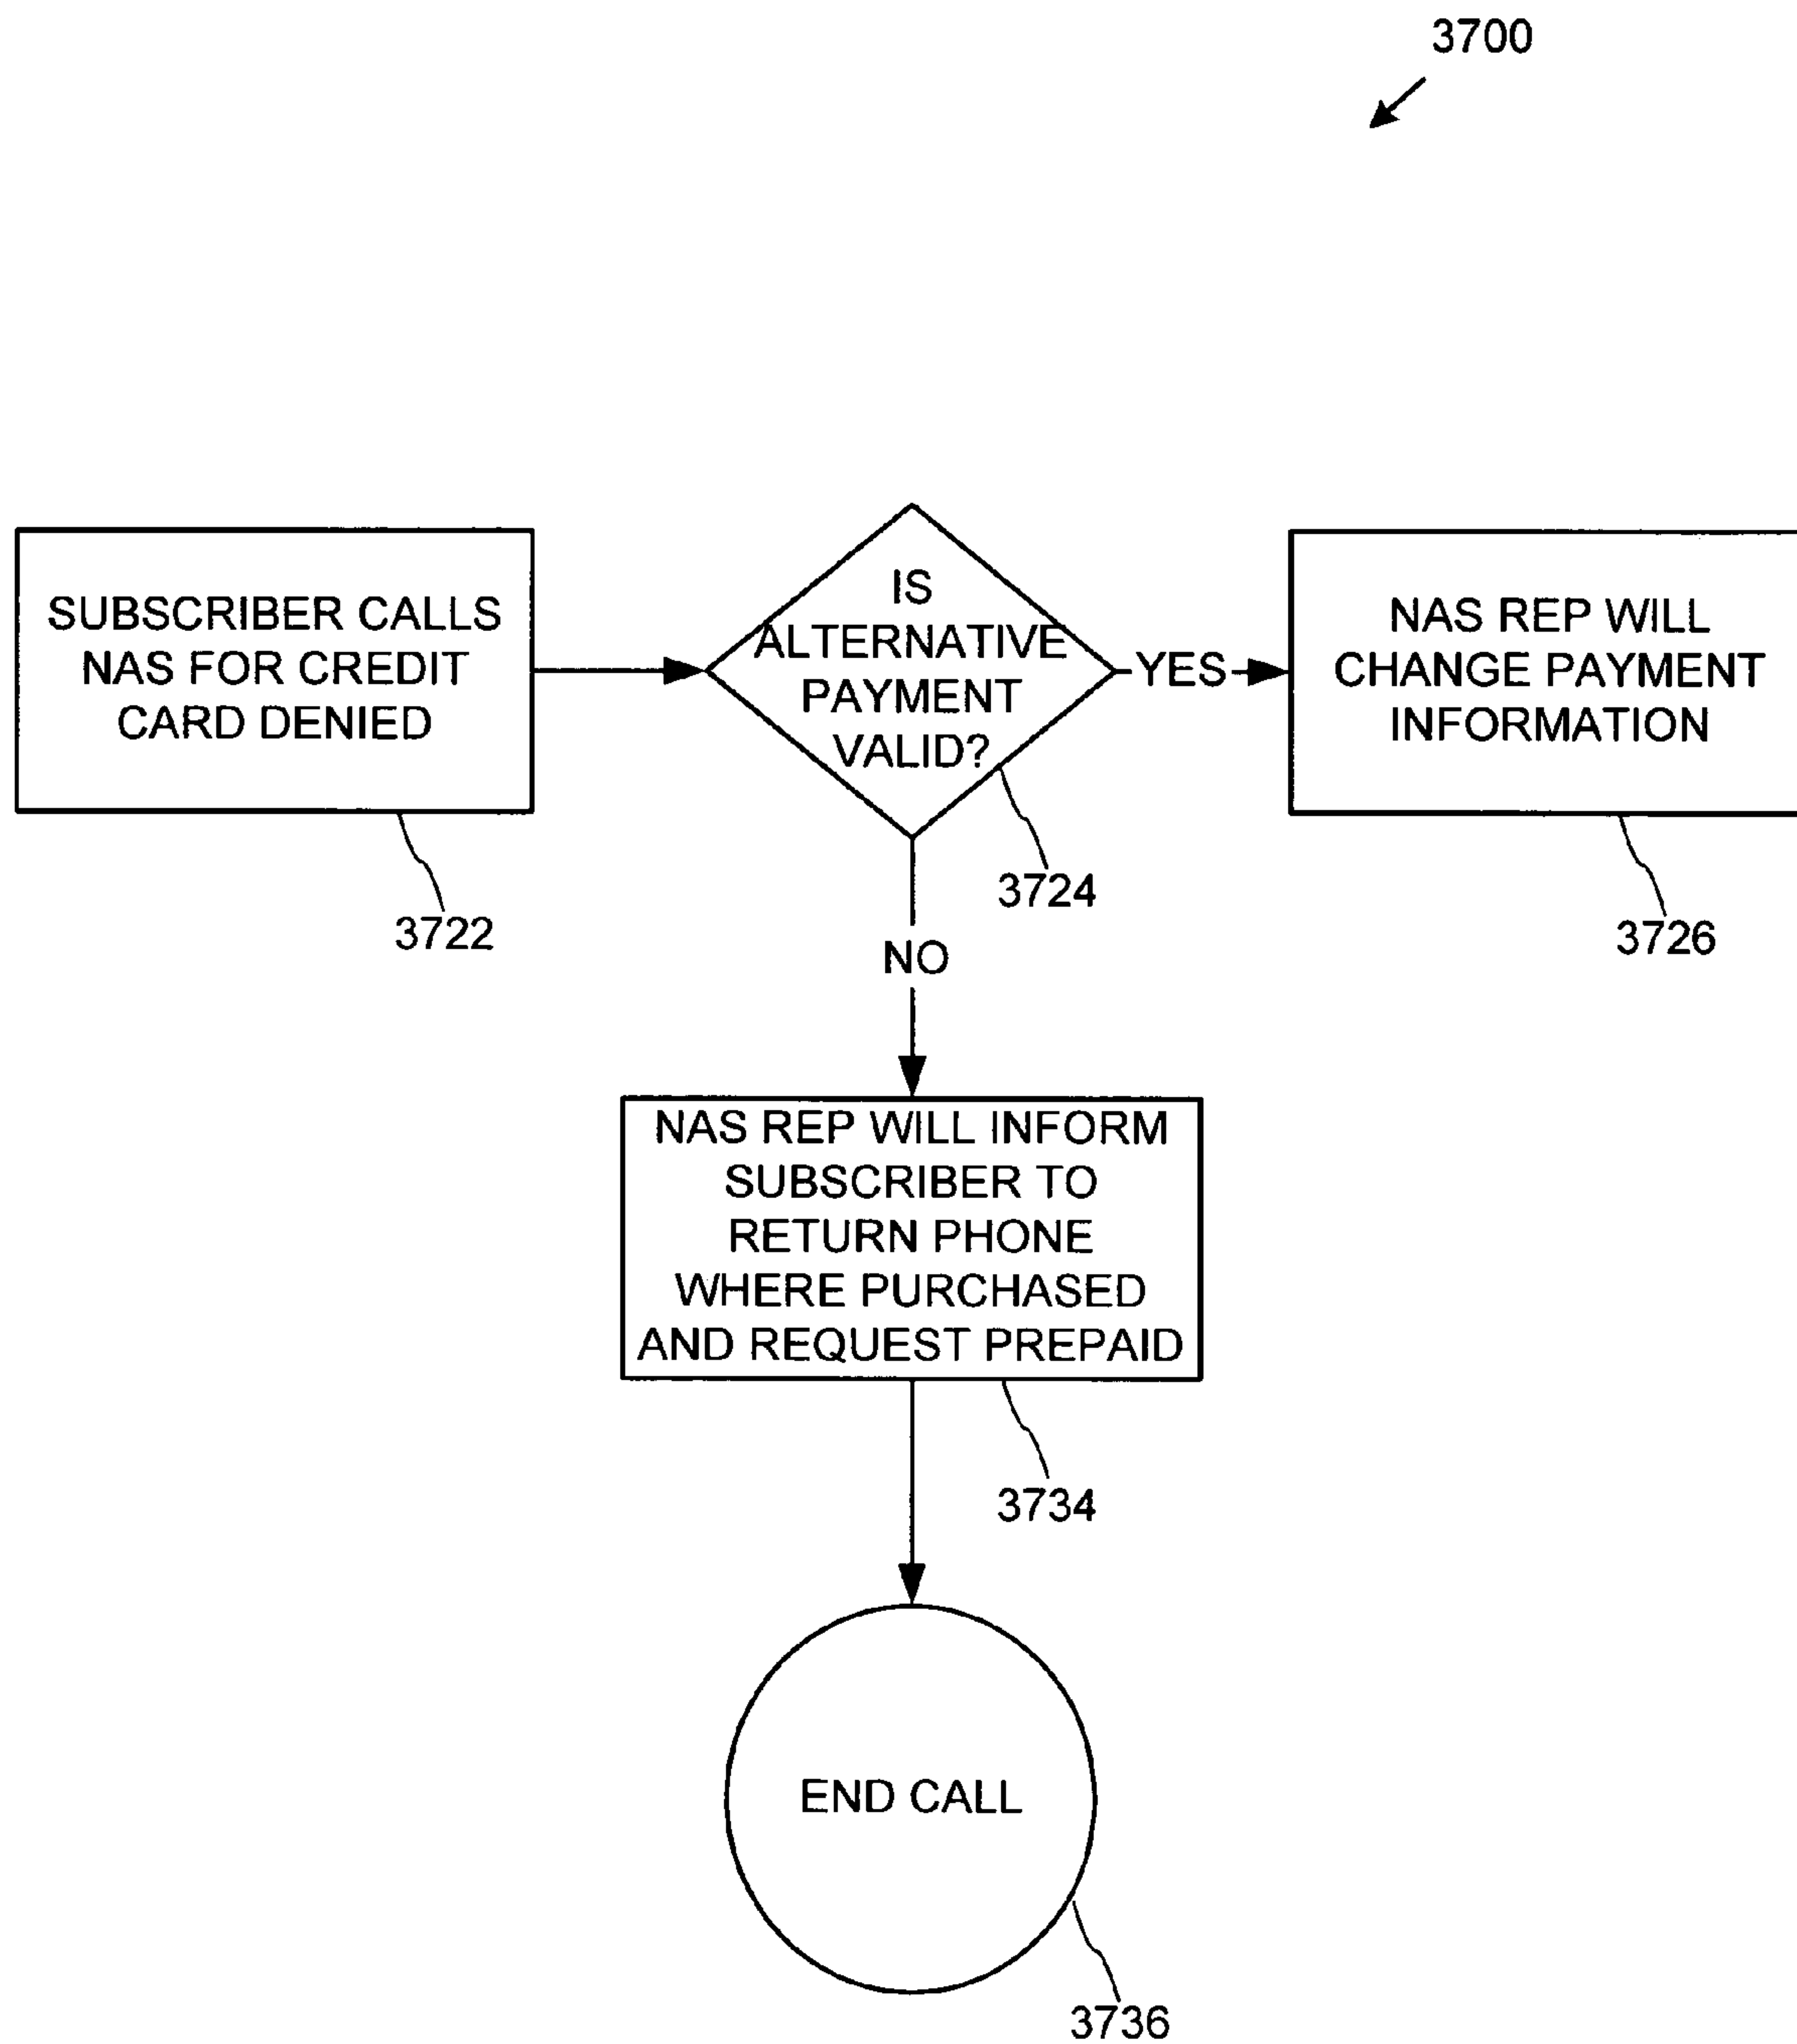 3700
SUBSCRIBER CALLS
NAS FOR CREDIT
CARD DENIED
3722
IS
ALTERNATIVE
PAYMENT
VALID?
3724
YES
NAS REP WILL
CHANGE PAYMENT
INFORMATION
3726
NO
NAS REP WILL INFORM
SUBSCRIBER TO
RETURN PHONE
WHERE PURCHASED
AND REQUEST PREPAID
3734
END CALL
3736